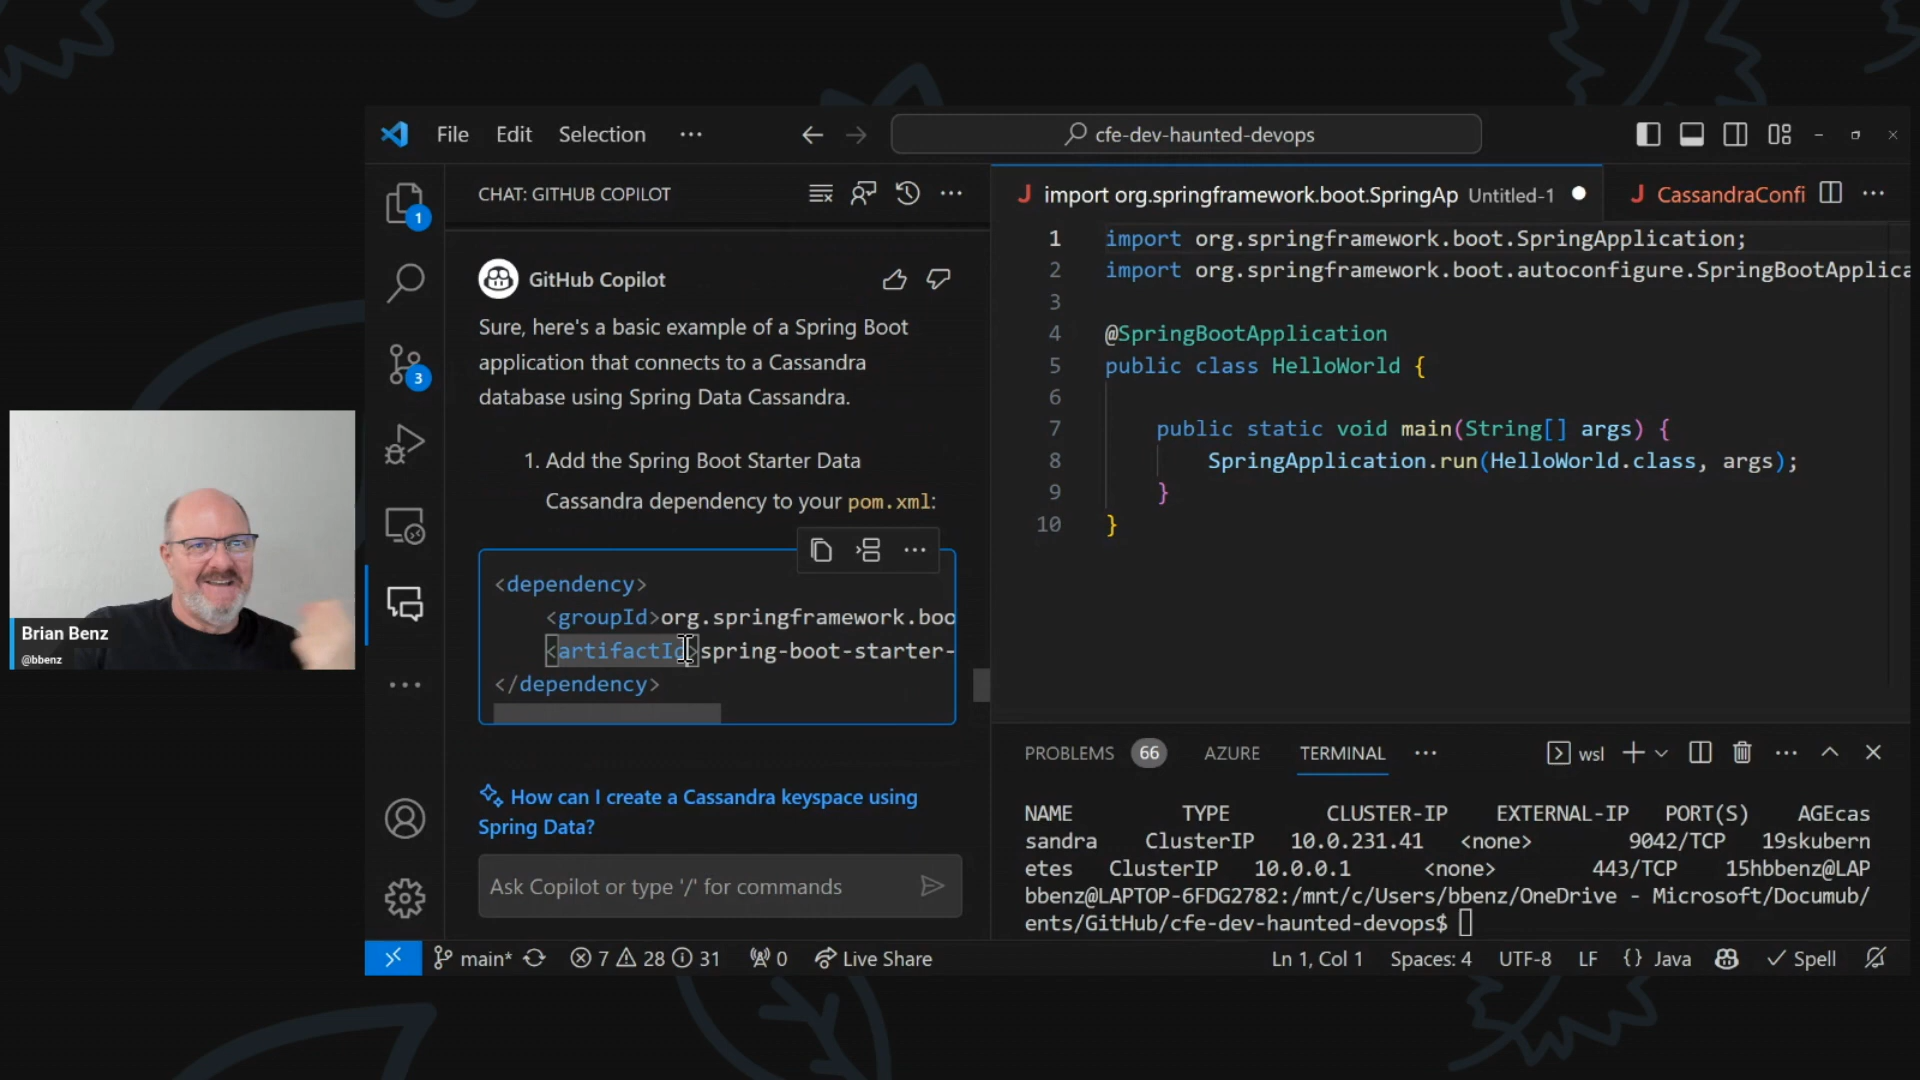 File Edit Selection ...
cfe-dev-haunted-devops
1
3
CHAT: GITHUB COPILOT
GitHub Copilot
Sure, here's a basic example of a Spring Boot
application that connects to a Cassandra
database using Spring Data Cassandra.
1. Add the Spring Boot Starter Data
Cassandra dependency to your pom.xml:
<dependency>
<groupId>org.springframework.boo
<artifactId>spring-boot-starter-
</dependency>
How can I create a Cassandra keyspace using
Spring Data?
Ask Copilot or type '/' for commands
import org.springframework.boot.SpringAp Untitled-1
CassandraConfi
1 import org.springframework.boot.SpringApplication;
2 import org.springframework.boot.autoconfigure.SpringBootApplica
3
4 @SpringBootApplication
5 public class HelloWorld {
6
7 public static void main(String[] args) {
8 SpringApplication.run(HelloWorld.class, args);
9 }
10 }
PROBLEMS 66 AZURE TERMINAL ... wsl
NAME TYPE CLUSTER-IP EXTERNAL-IP PORT(S) AGEcas
sandra ClusterIP 10.0.231.41 <none> 9042/TCP 19skubern
etes ClusterIP 10.0.0.1 <none> 443/TCP 15hbbenz@LAP
bbenz@LAPTOP-6FDG2782:/mnt/c/Users/bbenz/OneDrive - Microsoft/Documub/
ents/GitHub/cfe-dev-haunted-devops$
main* 7 28 31 0 Live Share
Ln 1, Col 1 Spaces: 4 UTF-8 LF {} Java Spell
Brian Benz
@bbenz